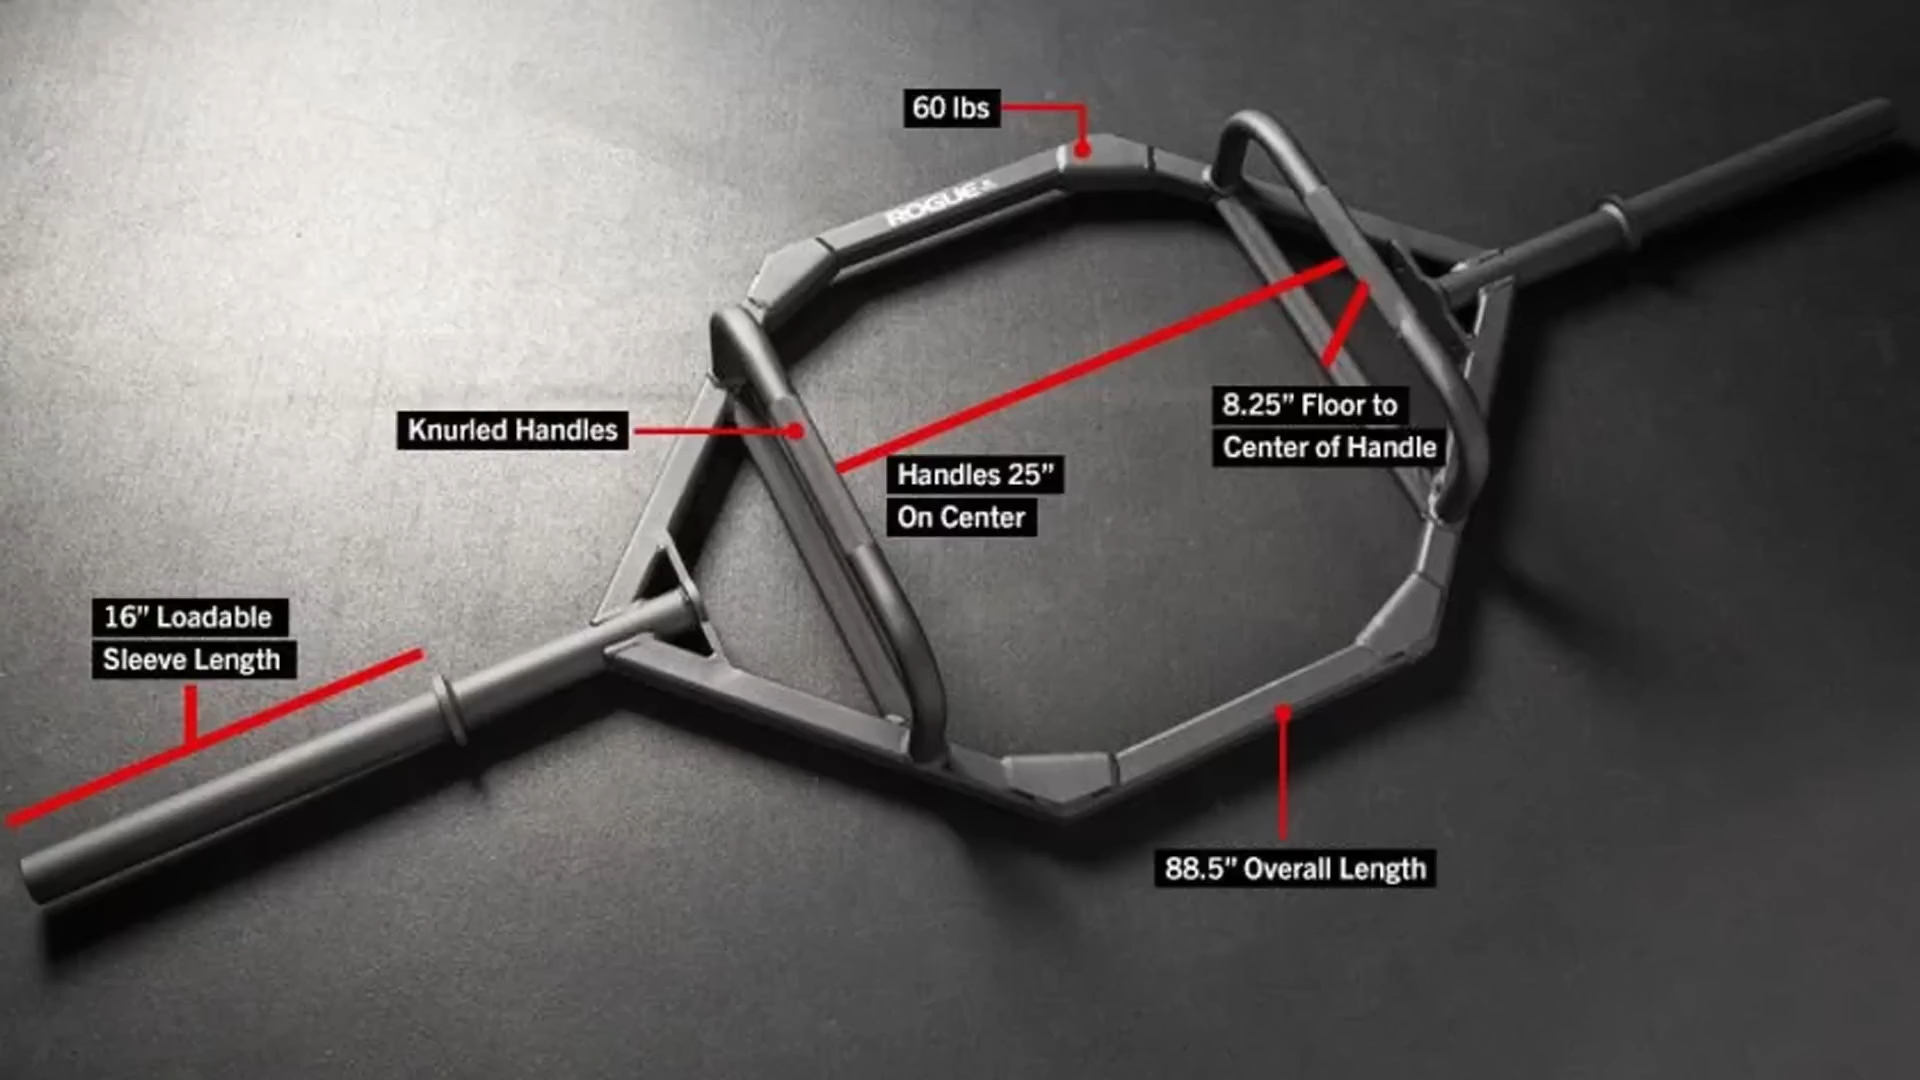 60 lbs
ROGUE
Knurled Handles
8.25” Floor to
Center of Handle
Handles 25”
On Center
16” Loadable
Sleeve Length
88.5” Overall Length